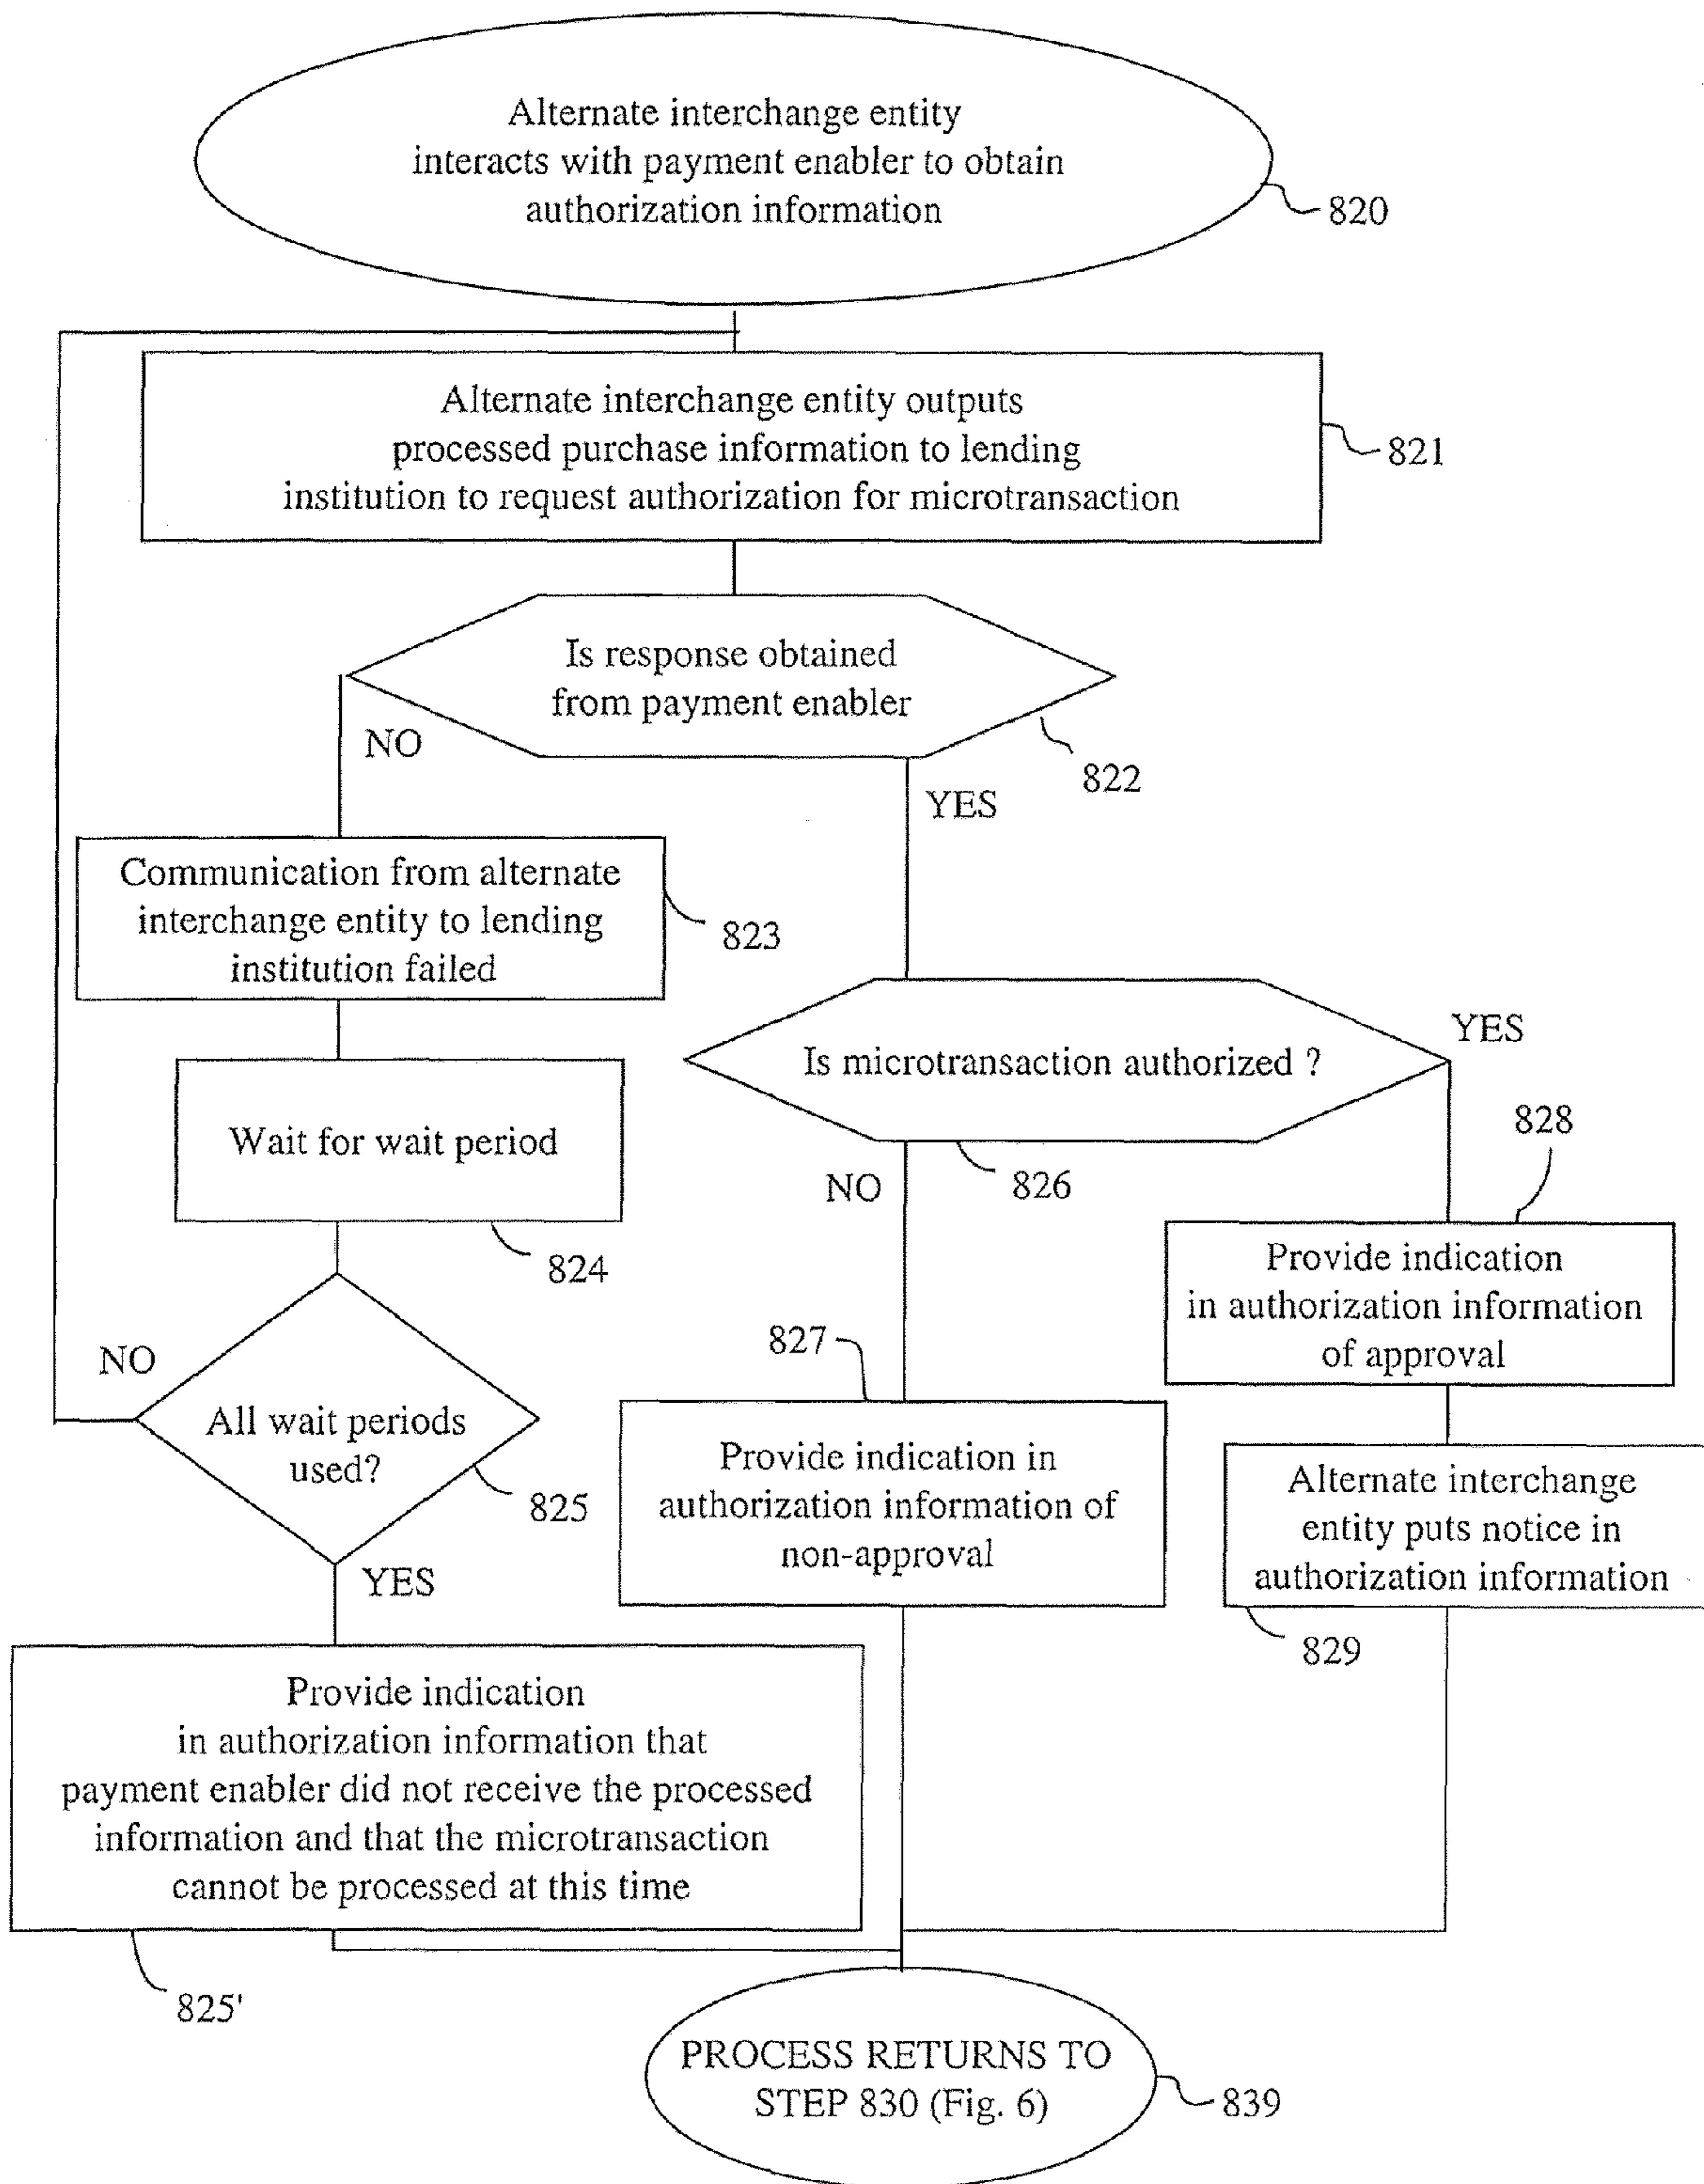 Alternate interchange entity
interacts with payment enabler to obtain
authorization information
820
Alternate interchange entity outputs
processed purchase information to lending
institution to request authorization for microtransaction
821
Is response obtained
from payment enabler
822
NO
YES
Communication from alternate
interchange entity to lending
institution failed
823
Is microtransaction authorized ?
YES
826
NO
828
Wait for wait period
824
Provide indication
in authorization information
of approval
827
NO
All wait periods
used?
825
YES
Provide indication in
authorization information of
non-approval
Alternate interchange
entity puts notice in
authorization information
829
Provide indication
in authorization information that
payment enabler did not receive the processed
information and that the microtransaction
cannot be processed at this time
825'
PROCESS RETURNS TO
STEP 830 (Fig. 6)
839